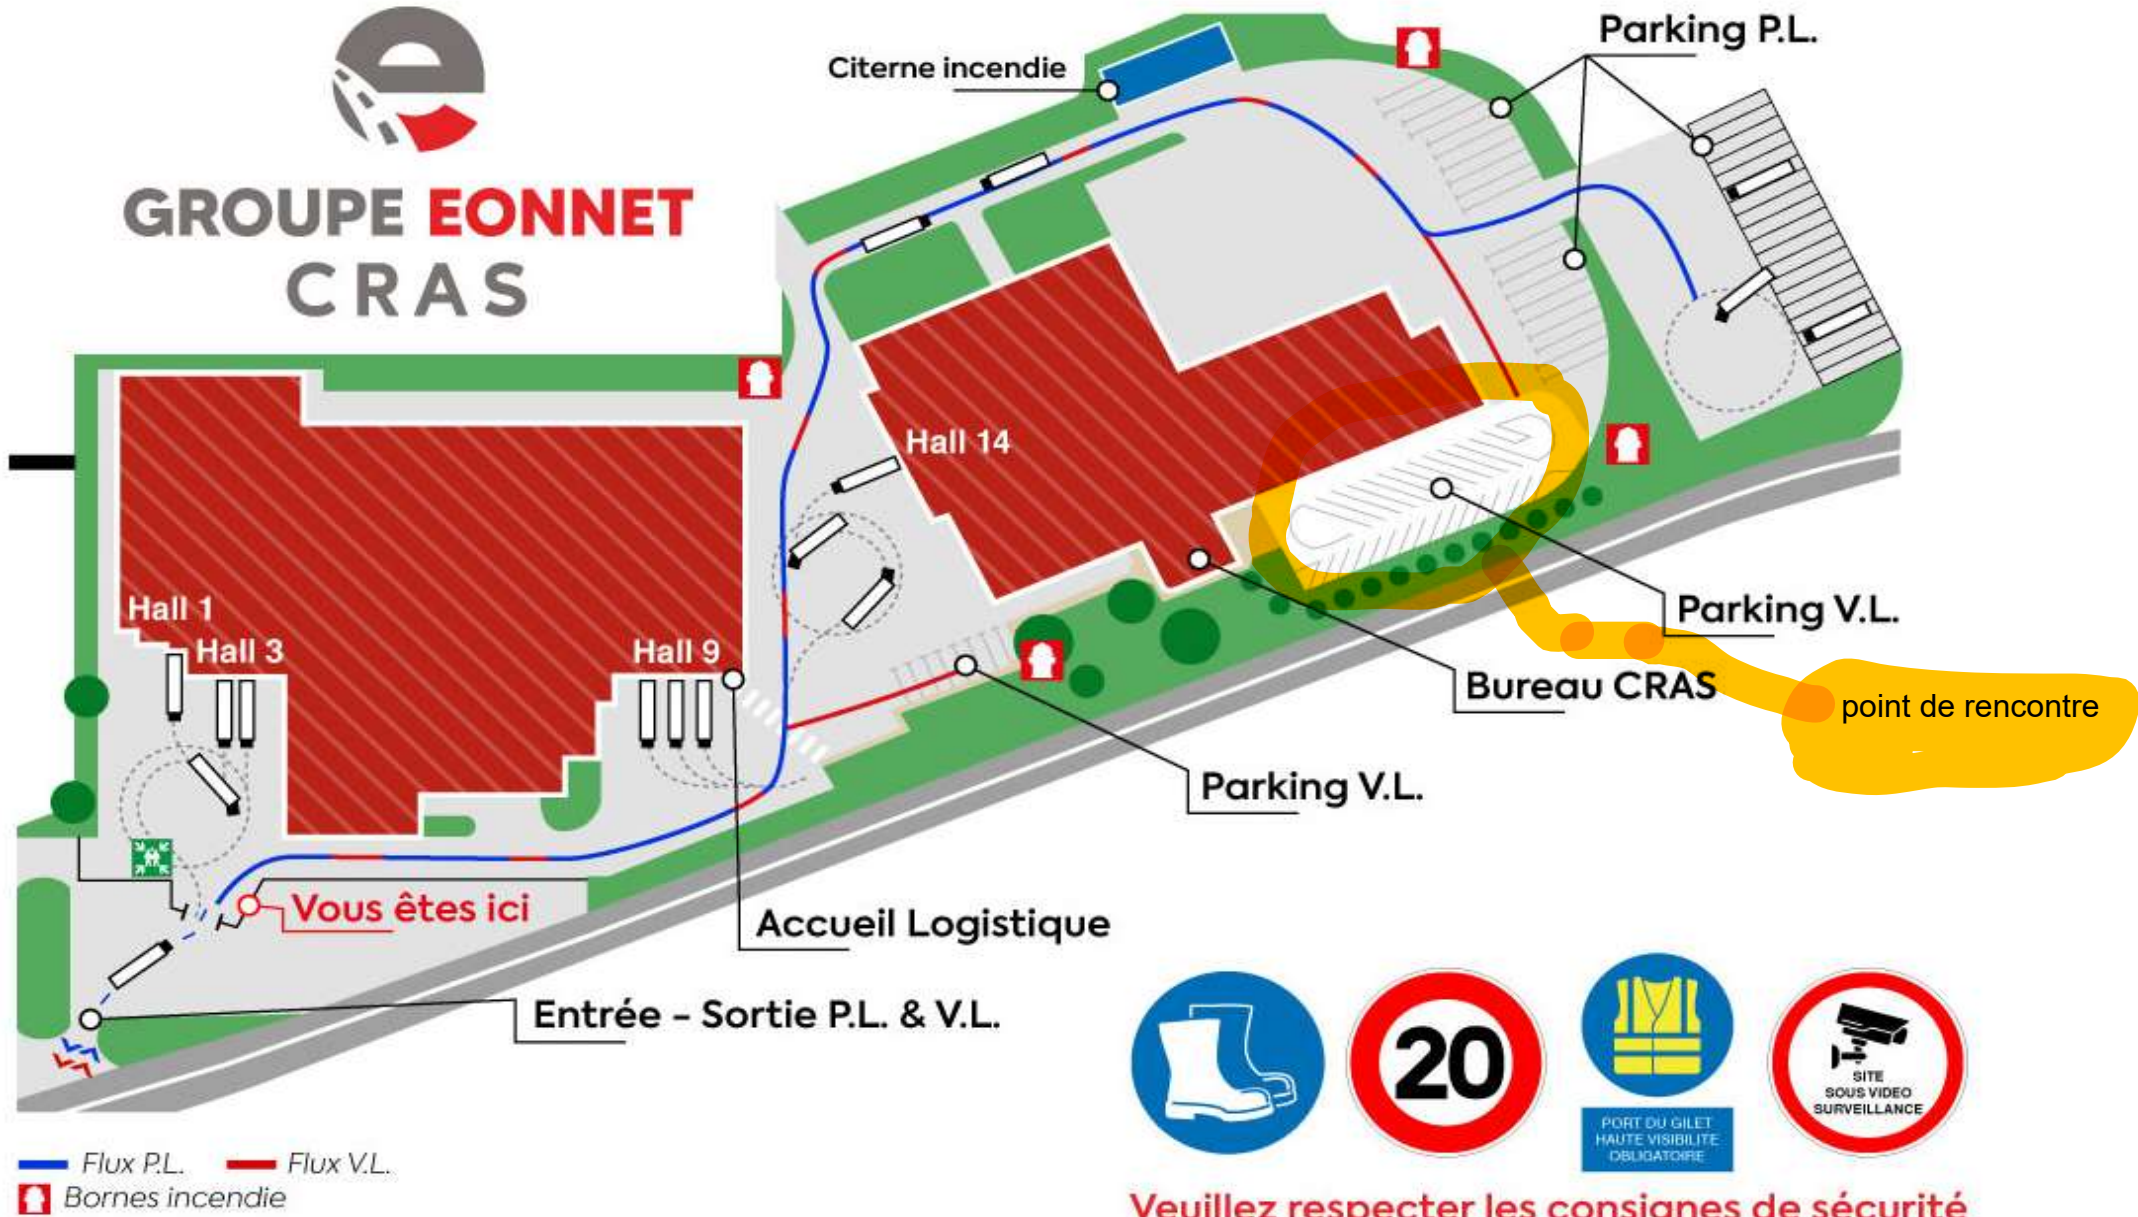 Parking P.L.
Citerne incendie
GROUPE EONNET
CRAS
Hall 14
Hall 1
Hall 3
Hall 9
Parking V.L.
Bureau CRAS
point de rencontre
Parking V.L.
Vous êtes ici
Accueil Logistique
Entrée - Sortie P.L. & V.L.
20
SITE
SOUS VIDEO
SURVEILLANCE
PORT DU GILET
HAUTE VISIBILITE
OBLIGATOIRE
Flux P.L.
Flux V.L.
Bornes incendie
Veuillez respecter les consignes de sécurité